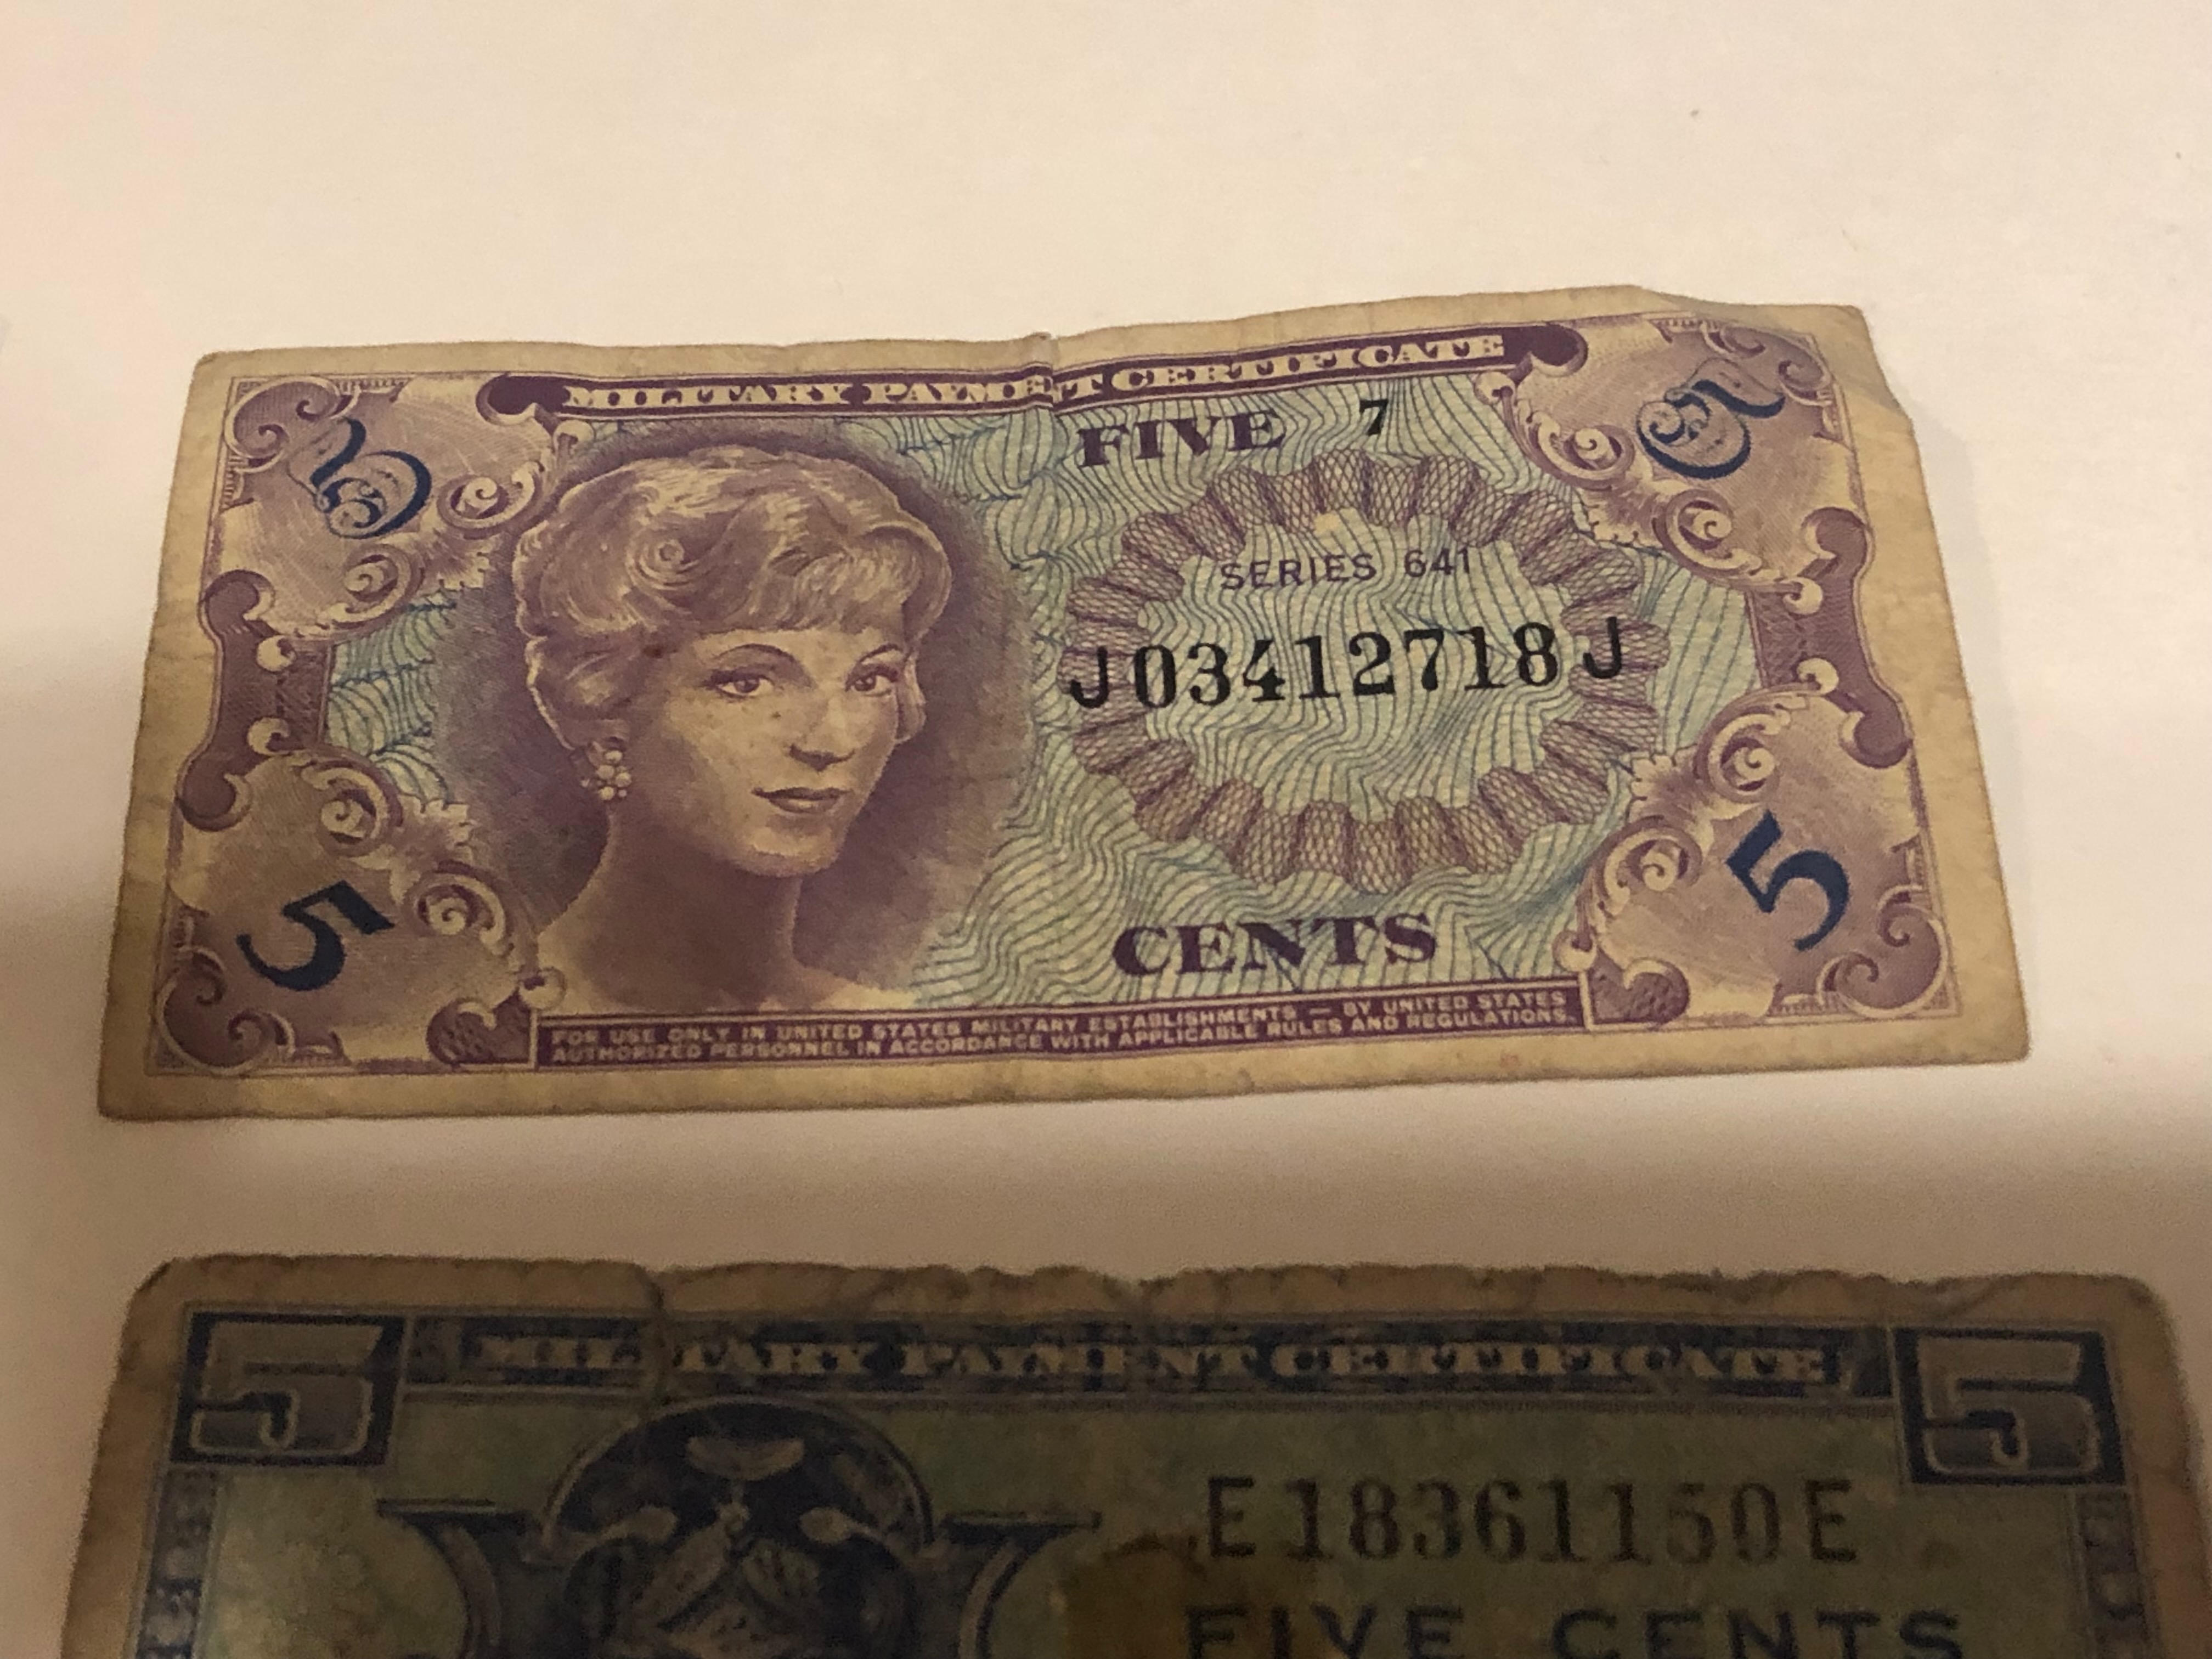 MILITARY PAYMENT CERTIFICATE
5 FIVE 7 5
SERIES 641
J03412718J
5 CENTS 5
FOR USE ONLY IN UNITED STATES MILITARY ESTABLISHMENTS — BY UNITED STATES
AUTHORIZED PERSONNEL IN ACCORDANCE WITH APPLICABLE RULES AND REGULATIONS.
5 MILITARY PAYMENT CERTIFICATE 5
E18361150E
FIVE CENTS